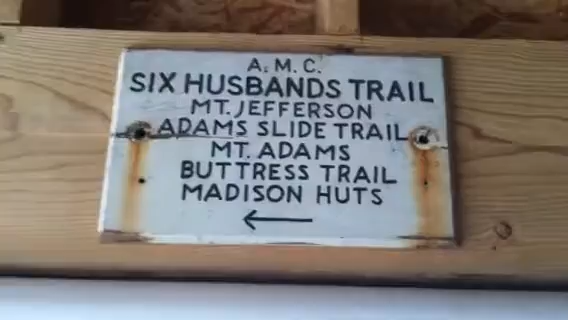 A. M. C.
SIX HUSBANDS TRAIL
MT. JEFFERSON
ADAMS SLIDE TRAIL
MT. ADAMS
BUTTRESS TRAIL
MADISON HUTS